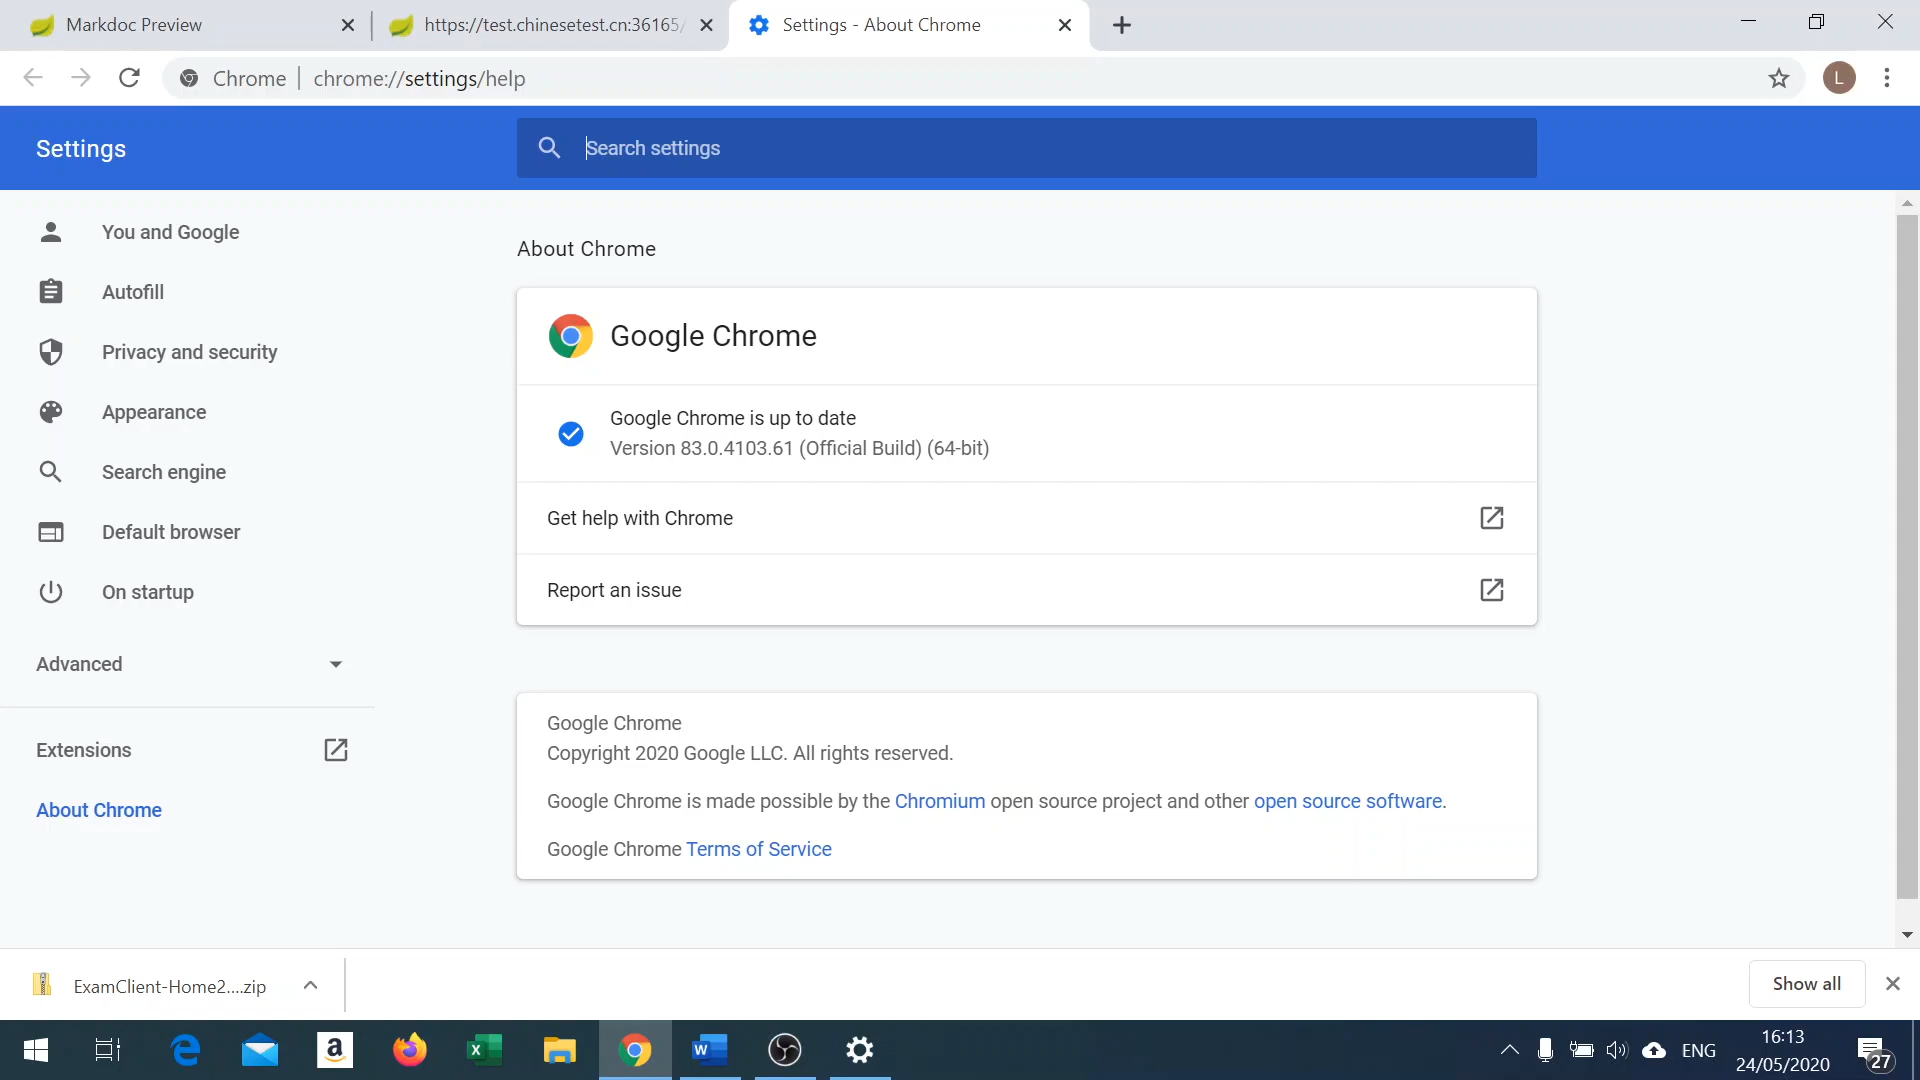 Markdoc Preview
https://test.chinesetest.cn:36165/
Settings - About Chrome
Chrome
chrome://settings/help
L
Settings
Search settings
You and Google
Autofill
Privacy and security
Appearance
Search engine
Default browser
On startup
Advanced
Extensions
About Chrome
About Chrome
Google Chrome
Google Chrome is up to date
Version 83.0.4103.61 (Official Build) (64-bit)
Get help with Chrome
Report an issue
Google Chrome
Copyright 2020 Google LLC. All rights reserved.
Google Chrome is made possible by the Chromium open source project and other open source software.
Google Chrome Terms of Service
ExamClient-Home2....zip
Show all
ENG
16:13
24/05/2020
27